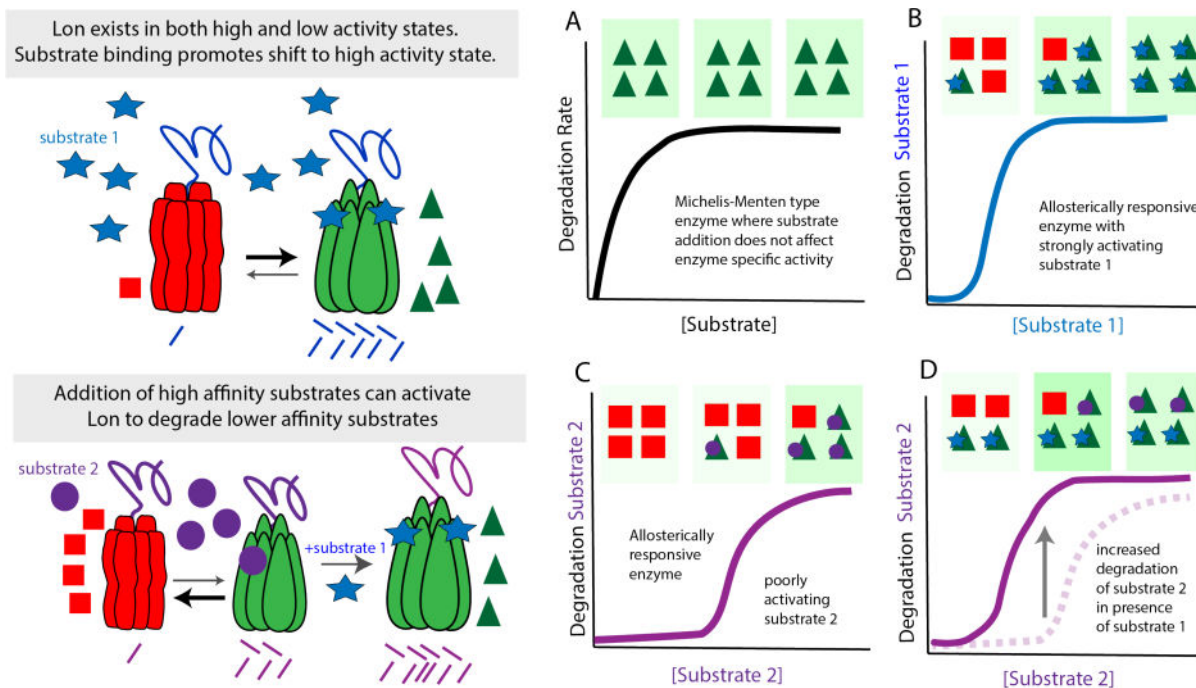 Lon exists in both high and low activity states.
Substrate binding promotes shift to high activity state.
substrate 1
Addition of high affinity substrates can activate
Lon to degrade lower affinity substrates
substrate 2
+substrate 1
A
Degradation Rate
Michelis-Menten type
enzyme where substrate
addition does not affect
enzyme specific activity
[Substrate]
B
Degradation Substrate 1
Allosterically responsive
enzyme with
strongly activating
substrate 1
[Substrate 1]
C
Degradation Substrate 2
Allosterically
responsive
enzyme
poorly
activating
substrate 2
[Substrate 2]
D
Degradation Substrate 2
increased
degradation
of substrate 2
in presence
of substrate 1
[Substrate 2]